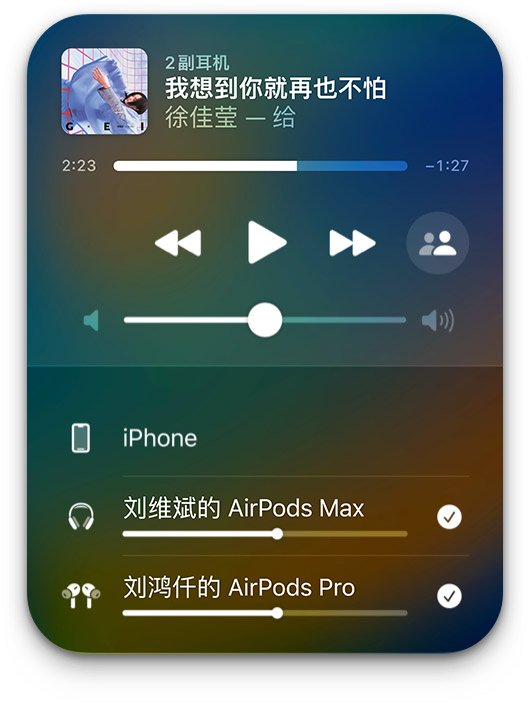 2副耳机
我想到你就再也不怕
徐佳莹 — 给
G E I
2:23
−1:27
iPhone
刘维斌的 AirPods Max
刘鸿仟的 AirPods Pro